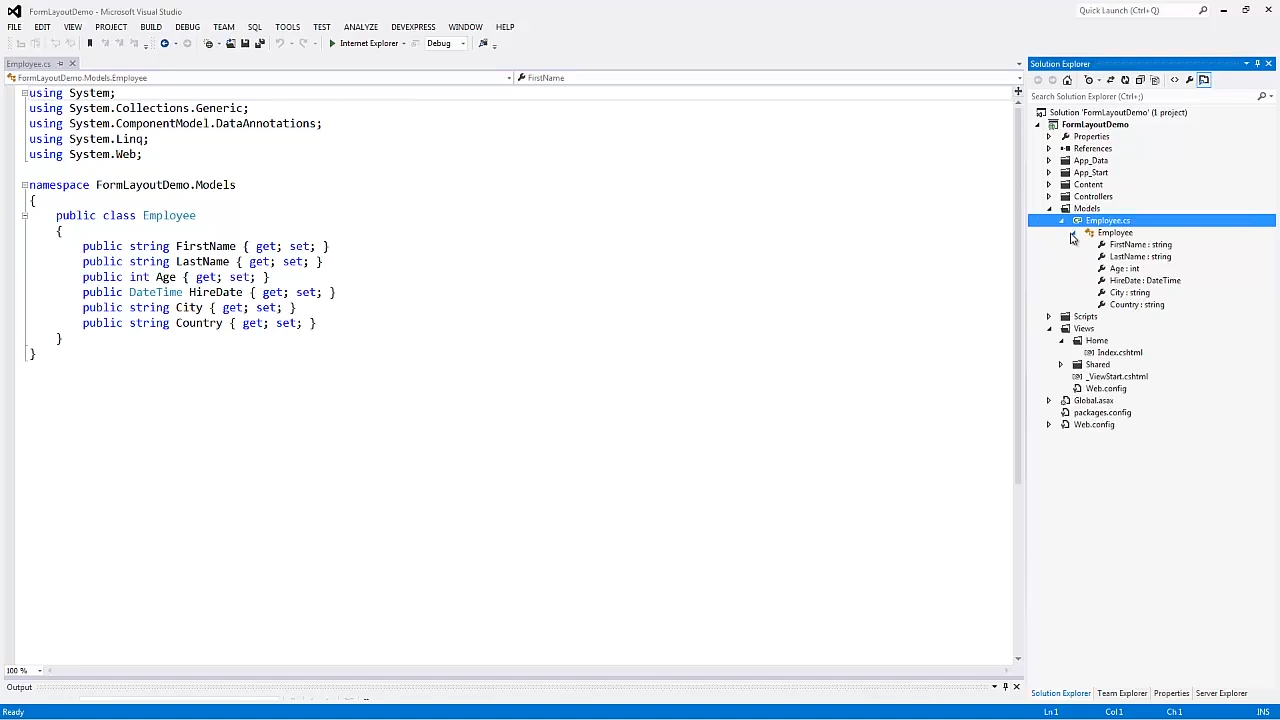 FormLayoutDemo - Microsoft Visual Studio
Quick Launch (Ctrl+Q)
FILE EDIT VIEW PROJECT BUILD DEBUG TEAM SQL TOOLS TEST ANALYZE DEVEXPRESS WINDOW HELP
Internet Explorer Debug
Employee.cs
FormLayoutDemo.Models.Employee FirstName
using System;
using System.Collections.Generic;
using System.ComponentModel.DataAnnotations;
using System.Linq;
using System.Web;
namespace FormLayoutDemo.Models
{
public class Employee
{
public string FirstName { get; set; }
public string LastName { get; set; }
public int Age { get; set; }
public DateTime HireDate { get; set; }
public string City { get; set; }
public string Country { get; set; }
}
}
100 %
Output
Solution Explorer
Search Solution Explorer (Ctrl+;)
Solution 'FormLayoutDemo' (1 project)
FormLayoutDemo
Properties
References
App_Data
App_Start
Content
Controllers
Models
Employee.cs
Employee
FirstName : string
LastName : string
Age : int
HireDate : DateTime
City : string
Country : string
Scripts
Views
Home
Index.cshtml
Shared
_ViewStart.cshtml
Web.config
Global.asax
packages.config
Web.config
Solution Explorer Team Explorer Properties Server Explorer
Ready Ln 1 Col 1 Ch 1 INS